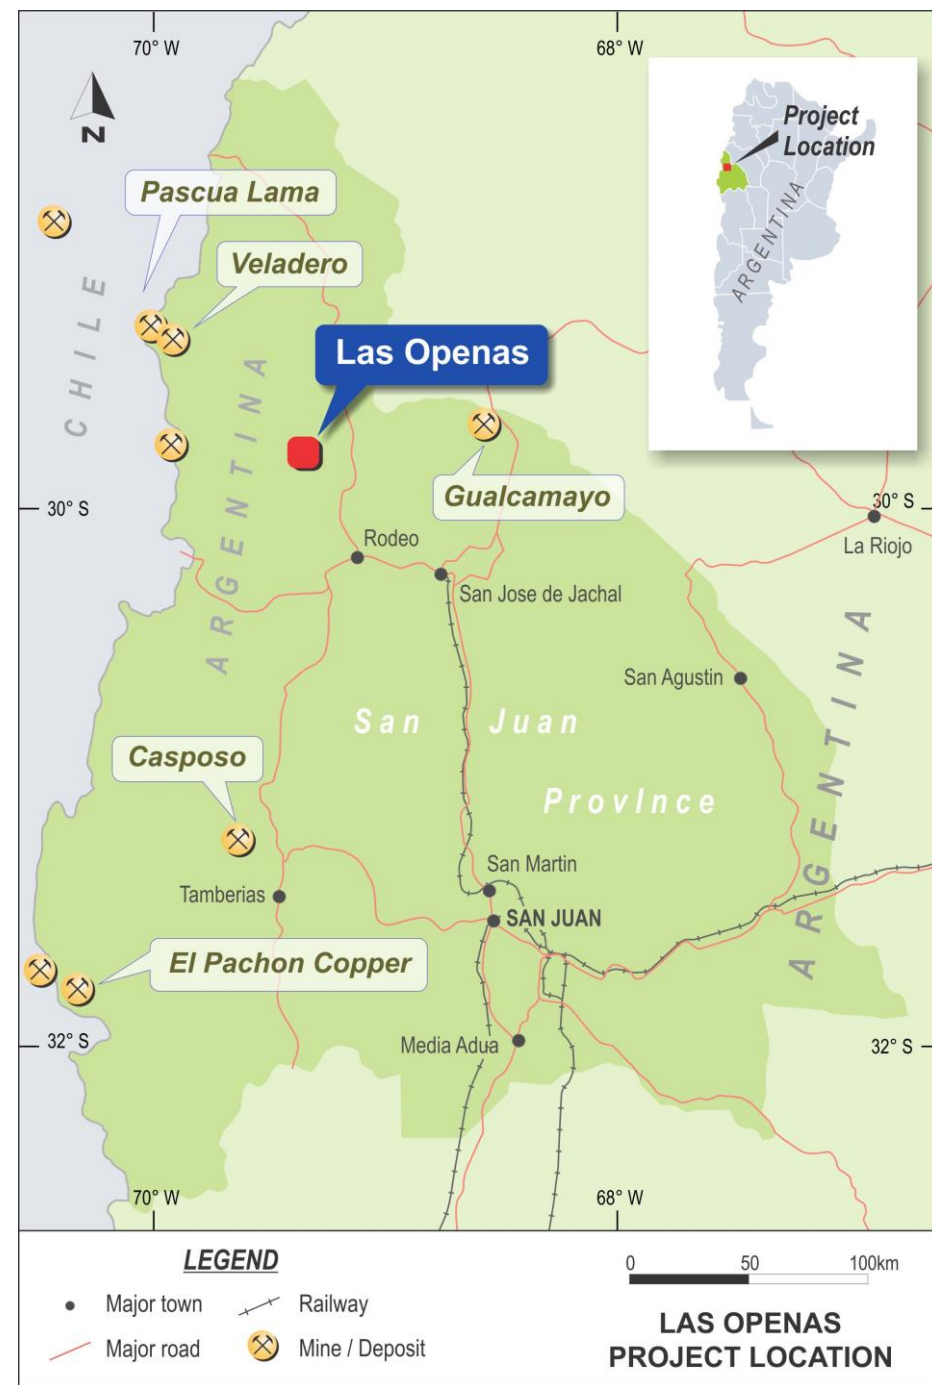 70° W
68° W
N
Project
Location
ARGENTINA
Pascua Lama
Veladero
CHILE
Las Openas
ARGENTINA
Gualcamayo
30° S
30° S
La Riojo
Rodeo
San Jose de Jachal
San Agustin
San Juan
ProvInce
ARGENTINA
Casposo
San Martin
Tamberias
SAN JUAN
El Pachon Copper
Media Adua
32° S
32° S
70° W
68° W
LEGEND
Major town
Railway
Major road
Mine / Deposit
0 50 100km
LAS OPENAS
PROJECT LOCATION